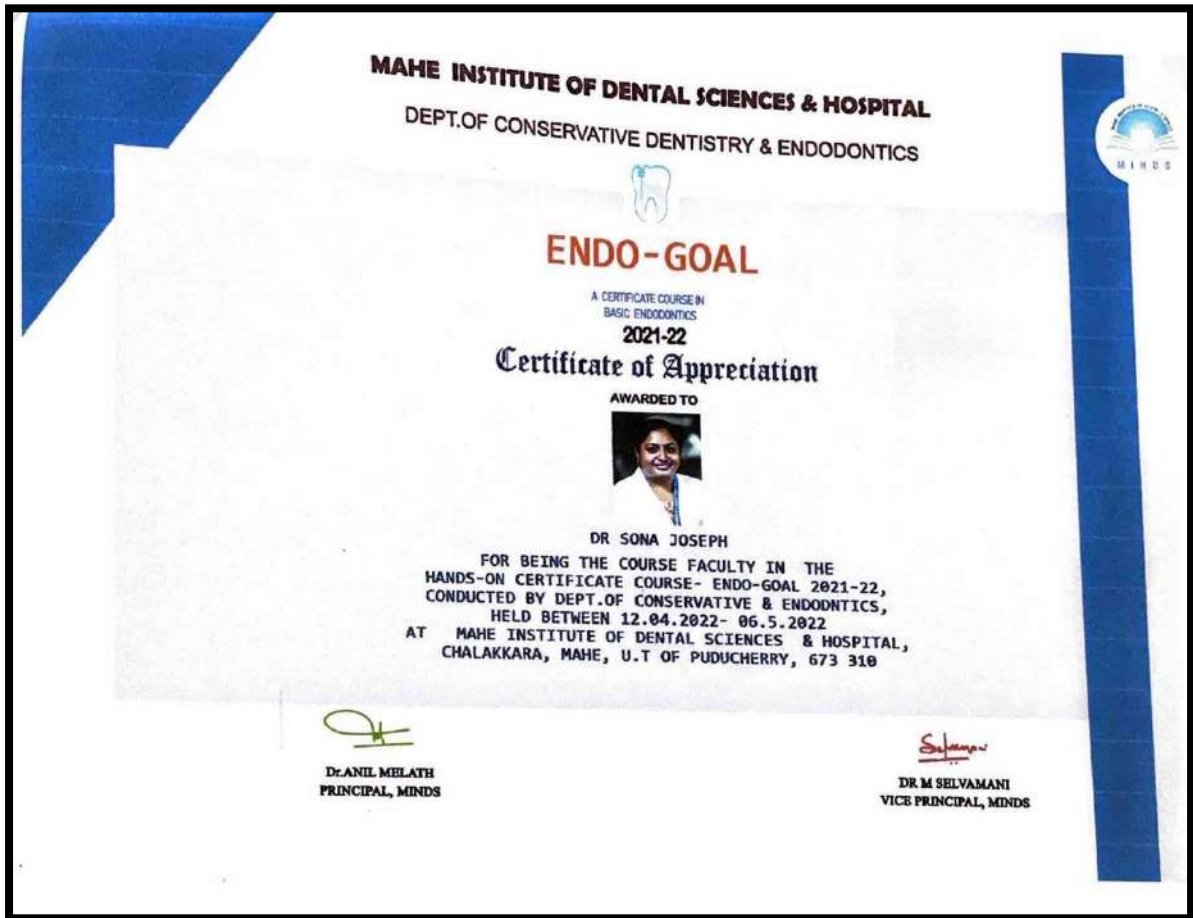 MAHE INSTITUTE OF DENTAL SCIENCES & HOSPITAL
DEPT.OF CONSERVATIVE DENTISTRY & ENDODONTICS
MINDS
ENDO-GOAL
A CERTIFICATE COURSE IN
BASIC ENDODONTICS
2021-22
Certificate of Appreciation
AWARDED TO
DR SONA JOSEPH
FOR BEING THE COURSE FACULTY IN THE
HANDS-ON CERTIFICATE COURSE- ENDO-GOAL 2021-22,
CONDUCTED BY DEPT.OF CONSERVATIVE & ENDODNTICS,
HELD BETWEEN 12.04.2022- 06.5.2022
AT MAHE INSTITUTE OF DENTAL SCIENCES & HOSPITAL,
CHALAKKARA, MAHE, U.T OF PUDUCHERRY, 673 310
Dr.ANIL MELATH
PRINCIPAL, MINDS
Selvamani
DR M SELVAMANI
VICE PRINCIPAL, MINDS